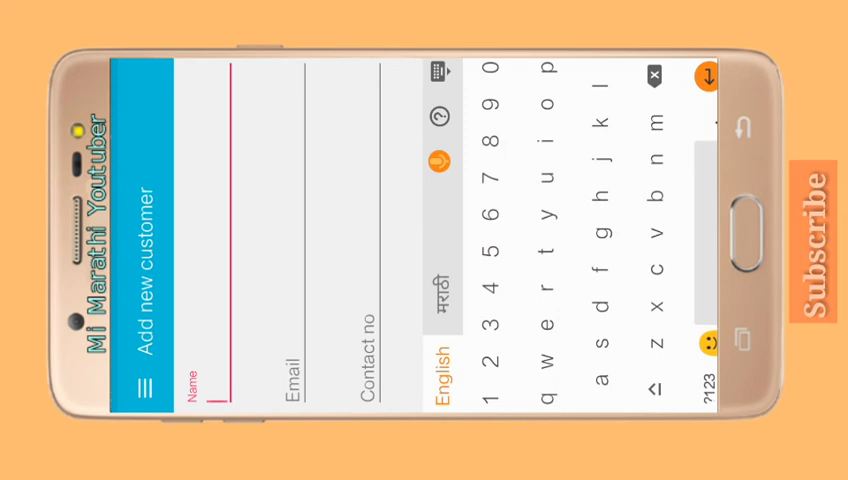 Mi Marathi Youtuber
Add new customer
Name
Email
Contact no
English मराठी
1 2 3 4 5 6 7 8 9 0
q w e r t y u i o p
a s d f g h j k l
z x c v b n m
?123 .
Subscribe